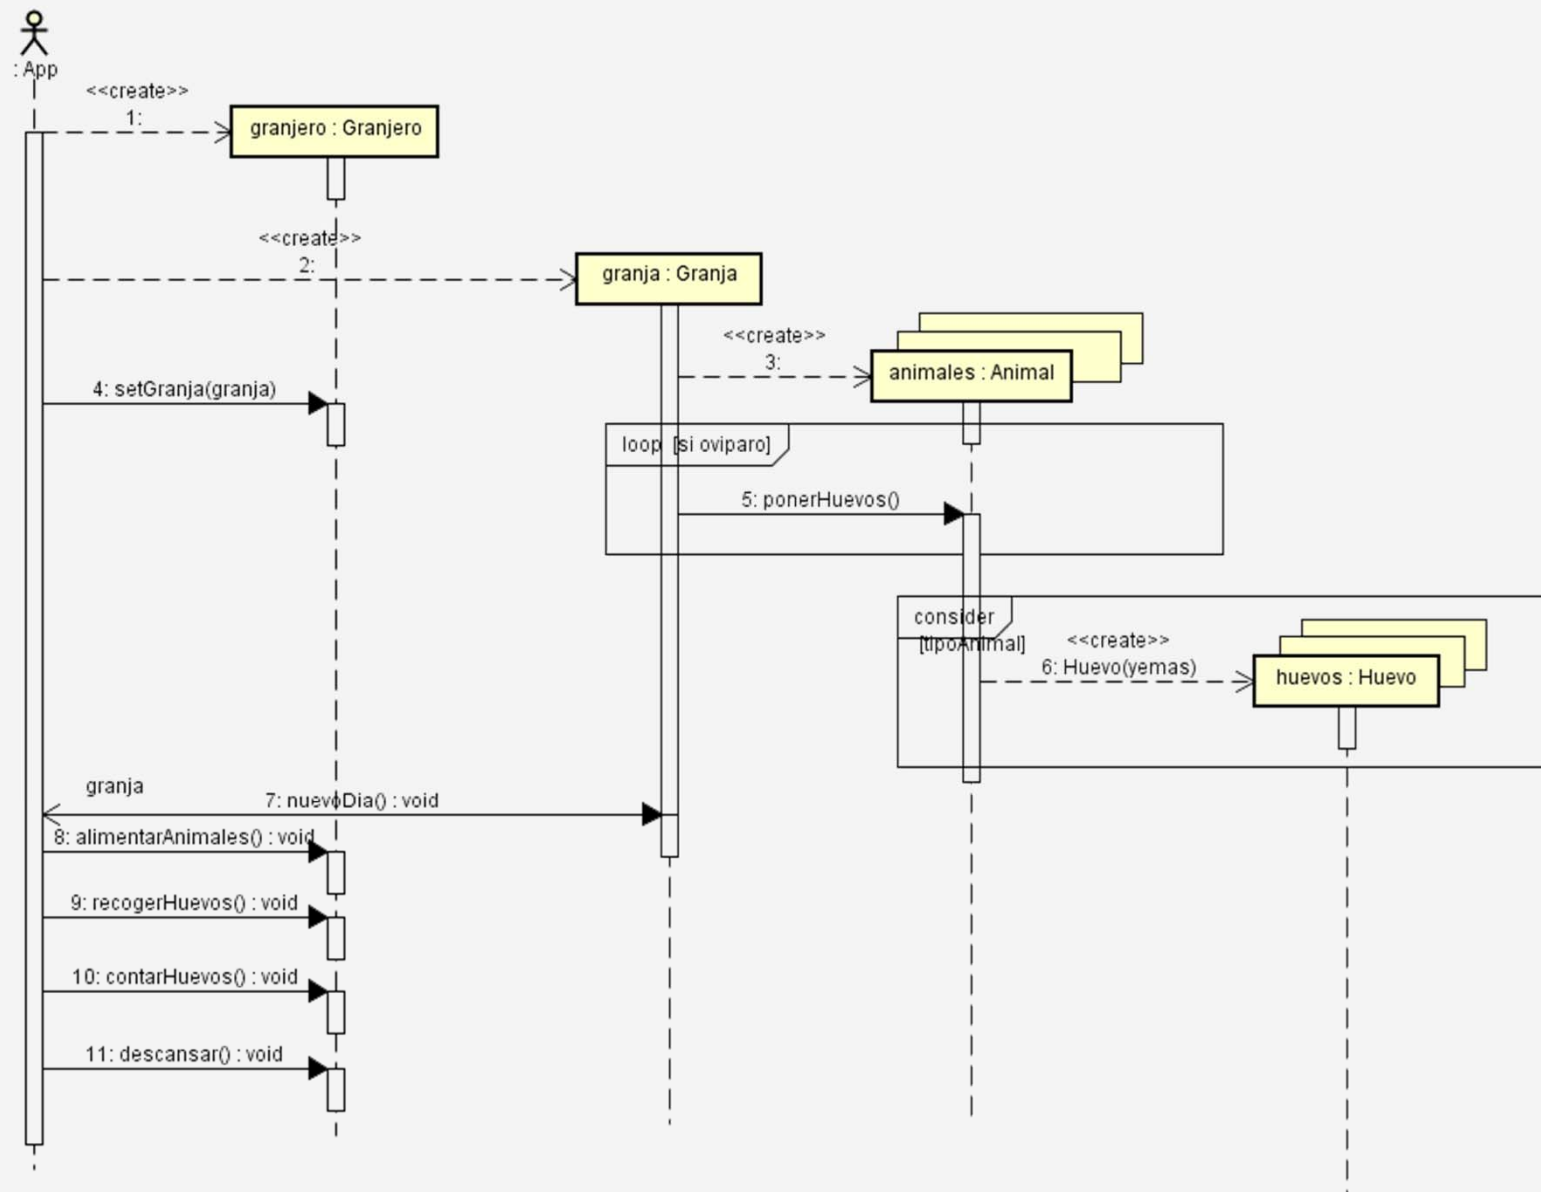 : App
<<create>>
1:
granjero : Granjero
<<create>>
2:
granja : Granja
<<create>>
3:
animales : Animal
4: setGranja(granja)
loop [si oviparo]
5: ponerHuevos()
consider
[tipoAnimal]
<<create>>
6: Huevo(yemas)
huevos : Huevo
granja
7: nuevoDia() : void
8: alimentarAnimales() : void
9: recogerHuevos() : void
10: contarHuevos() : void
11: descansar() : void